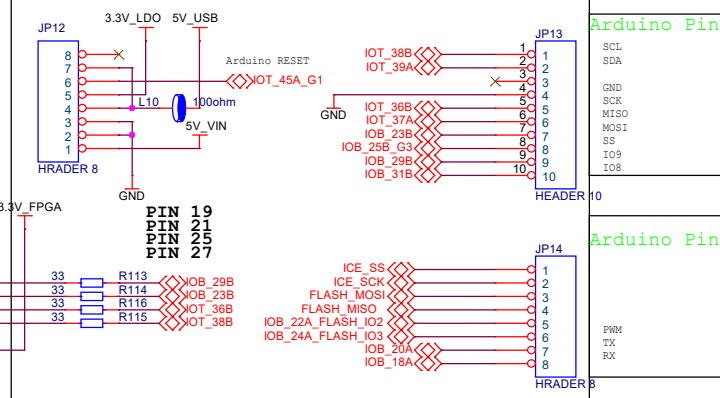 JP12
3.3V_LDO
5V_USB
8
7
6
5
4
3
2
1
Arduino RESET
IOT_45A_G1
L10
100ohm
5V_VIN
HRADER 8
GND
3.3V_FPGA
PIN 19
PIN 21
PIN 25
PIN 27
33 R113 IOB_29B
33 R114 IOB_23B
33 R116 IOT_36B
33 R115 IOT_38B
JP13
IOT_38B 1 1
IOT_39A 2 2
3 3
4 4
GND
IOT_36B 5 5
IOT_37A 6 6
IOB_23B 7 7
IOB_25B_G3 8 8
IOB_29B 9 9
IOB_31B 10 10
HEADER 10
Arduino Pin
SCL
SDA
GND
SCK
MISO
MOSI
SS
IO9
IO8
JP14
ICE_SS 1
ICE_SCK 2
FLASH_MOSI 3
FLASH_MISO 4
IOB_22A_FLASH_IO2 5
IOB_24A_FLASH_IO3 6
IOB_20A 7
IOB_18A 8
HRADER 8
Arduino Pin
PWM
TX
RX